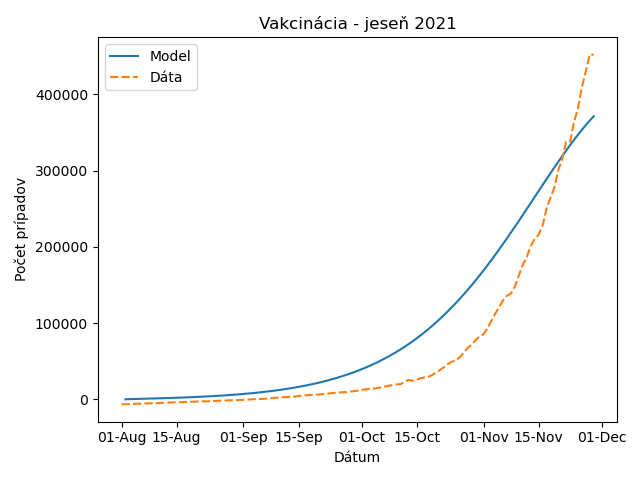 Vakcinácia - jeseň 2021
Model
Dáta
Počet prípadov
400000
300000
200000
100000
0
01-Aug 15-Aug 01-Sep 15-Sep 01-Oct 15-Oct 01-Nov 15-Nov 01-Dec
Dátum